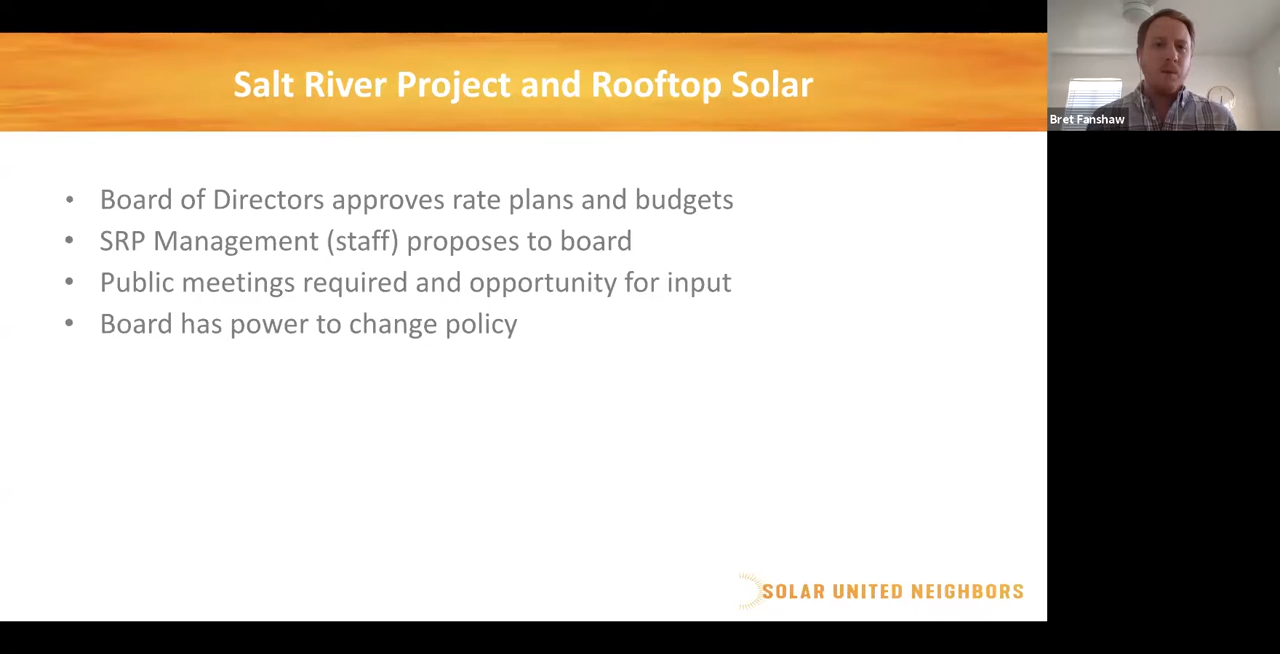 Salt River Project and Rooftop Solar
Bret Fanshaw
• Board of Directors approves rate plans and budgets
• SRP Management (staff) proposes to board
• Public meetings required and opportunity for input
• Board has power to change policy
SOLAR UNITED NEIGHBORS